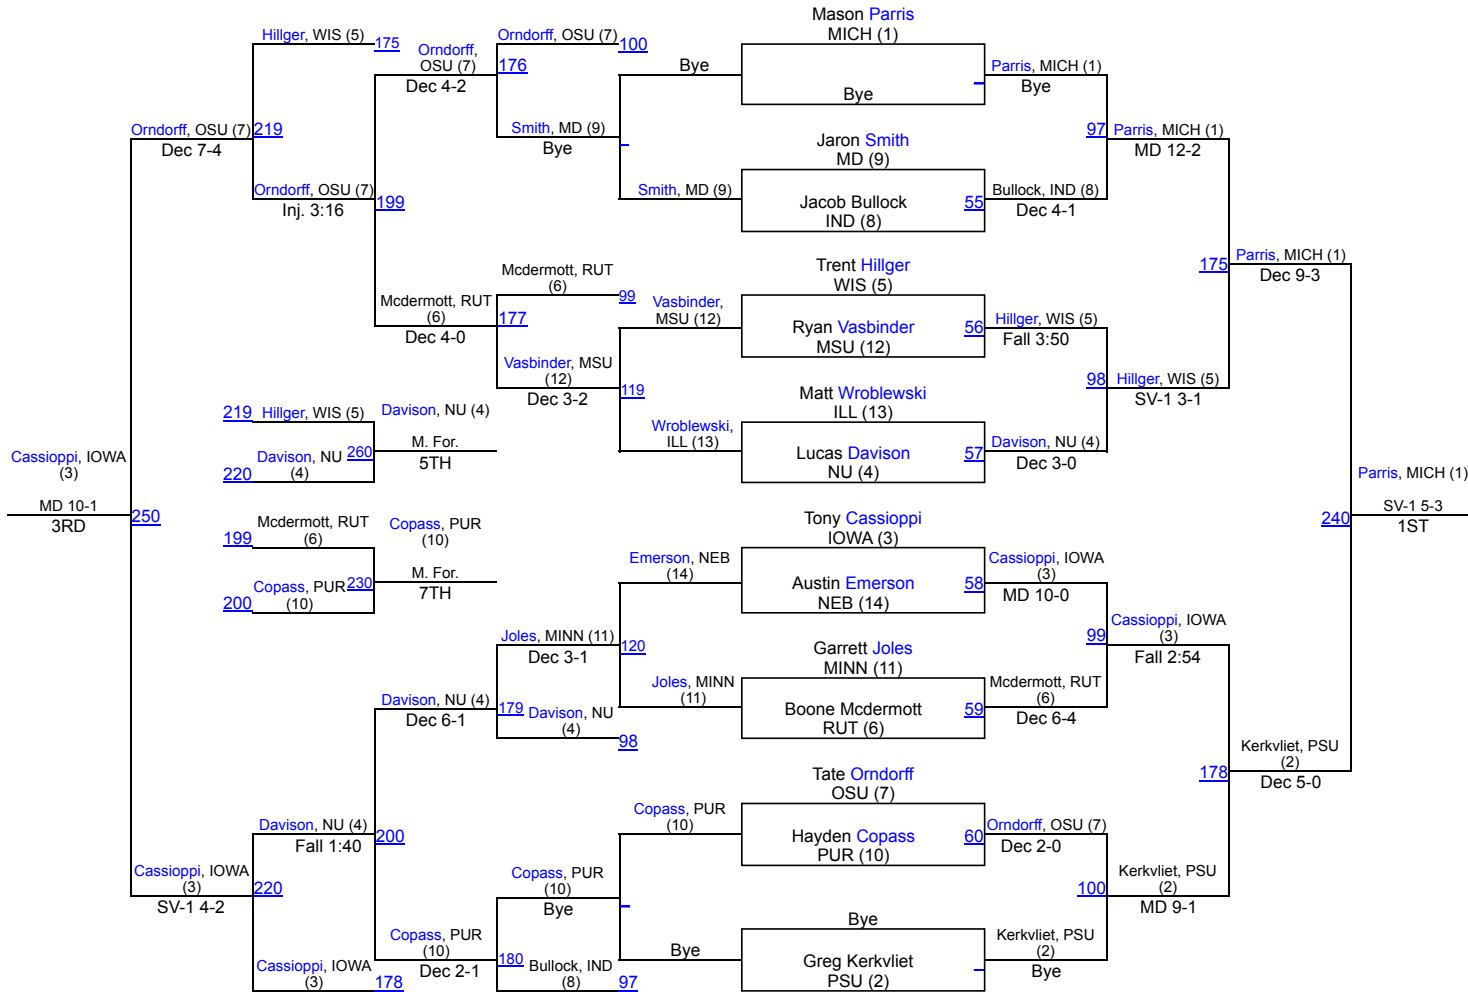 Mason Parris
MICH (1)
Bye
Jaron Smith
MD (9)
Jacob Bullock
IND (8)
55
Trent Hillger
WIS (5)
Ryan Vasbinder
MSU (12)
56
Matt Wroblewski
ILL (13)
Lucas Davison
NU (4)
57
Tony Cassioppi
IOWA (3)
Austin Emerson
NEB (14)
58
Garrett Joles
MINN (11)
Boone Mcdermott
RUT (6)
59
Tate Orndorff
OSU (7)
Hayden Copass
PUR (10)
60
Bye
Greg Kerkvliet
PSU (2)
Parris, MICH (1)
Bye
Bullock, IND (8)
Dec 4-1
Hillger, WIS (5)
Fall 3:50
Davison, NU (4)
Dec 3-0
Cassioppi, IOWA
(3)
MD 10-0
Mcdermott, RUT
(6)
Dec 6-4
Orndorff, OSU (7)
Dec 2-0
Kerkvliet, PSU
(2)
Bye
97
Parris, MICH (1)
MD 12-2
98
Hillger, WIS (5)
SV-1 3-1
99
Cassioppi, IOWA
(3)
Fall 2:54
100
Kerkvliet, PSU
(2)
MD 9-1
175
Parris, MICH (1)
Dec 9-3
178
Kerkvliet, PSU
(2)
Dec 5-0
240
Parris, MICH (1)
SV-1 5-3
1ST
Bye
Smith, MD (9)
Vasbinder,
MSU (12)
Wroblewski,
ILL (13)
Emerson, NEB
(14)
Joles, MINN
(11)
Copass, PUR
(10)
Bye
Orndorff, OSU (7)
100
Smith, MD (9)
Bye
Mcdermott, RUT
(6)
99
Vasbinder, MSU
(12)
Dec 3-2
119
Joles, MINN (11)
Dec 3-1
120
Davison, NU
(4)
98
Copass, PUR
(10)
Bye
Bullock, IND
(8)
97
Orndorff,
OSU (7)
Dec 4-2
176
Mcdermott, RUT
(6)
Dec 4-0
177
Davison, NU (4)
Dec 6-1
179
Copass, PUR
(10)
Dec 2-1
180
Hillger, WIS (5)
175
Orndorff, OSU (7)
Inj. 3:16
199
Davison, NU (4)
Fall 1:40
200
Cassioppi, IOWA
(3)
178
Orndorff, OSU (7)
Dec 7-4
219
Cassioppi, IOWA
(3)
SV-1 4-2
220
Cassioppi, IOWA
(3)
MD 10-1
3RD
250
219
Hillger, WIS (5)
220
Davison, NU
(4)
260
Davison, NU (4)
M. For.
5TH
199
Mcdermott, RUT
(6)
200
Copass, PUR
(10)
230
Copass, PUR
(10)
M. For.
7TH